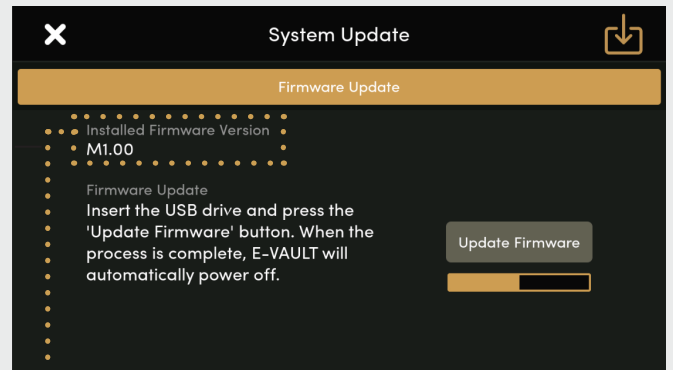 System Update
Firmware Update
Installed Firmware Version
M1.00
Firmware Update
Insert the USB drive and press the
'Update Firmware' button. When the
process is complete, E-VAULT will
automatically power off.
Update Firmware